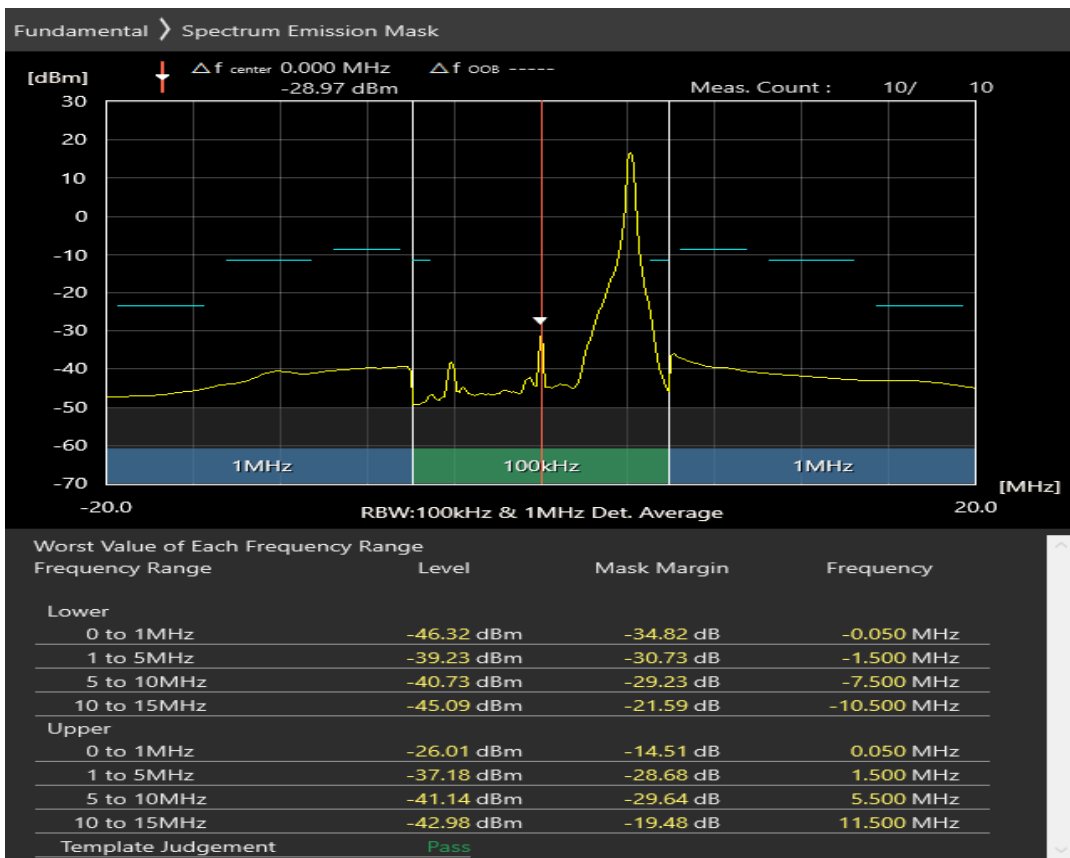 Fundamental ❯ Spectrum Emission Mask
△f center 0.000 MHz △f OOB -----
[dBm]
-28.97 dBm Meas. Count : 10/ 10
30
20
10
0
-10
-20
-30
-40
-50
-60
-70
1MHz 100kHz 1MHz
[MHz]
-20.0 RBW:100kHz & 1MHz Det. Average 20.0
Worst Value of Each Frequency Range
Frequency Range Level Mask Margin Frequency
Lower
0 to 1MHz -46.32 dBm -34.82 dB -0.050 MHz
1 to 5MHz -39.23 dBm -30.73 dB -1.500 MHz
5 to 10MHz -40.73 dBm -29.23 dB -7.500 MHz
10 to 15MHz -45.09 dBm -21.59 dB -10.500 MHz
Upper
0 to 1MHz -26.01 dBm -14.51 dB 0.050 MHz
1 to 5MHz -37.18 dBm -28.68 dB 1.500 MHz
5 to 10MHz -41.14 dBm -29.64 dB 5.500 MHz
10 to 15MHz -42.98 dBm -19.48 dB 11.500 MHz
Template Judgement Pass